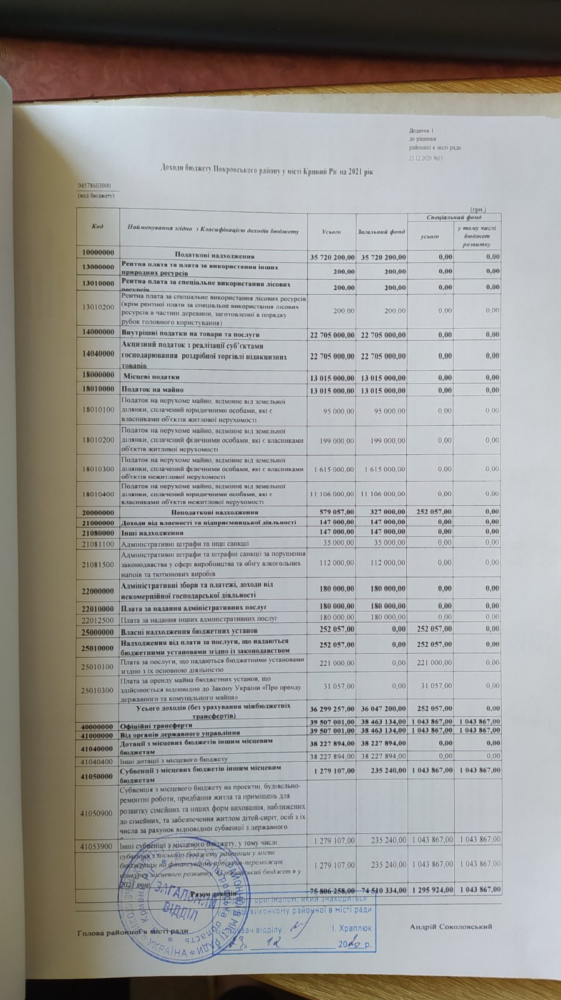 Додаток 1
до рішення
районної в місті ради
23.12.2020 №13
Доходи бюджету Покровського району у місті Кривий Ріг на 2021 рік
04578603000
(код бюджету)
(грн.)
Код Найменування згідно з Класифікацією доходів бюджету Усього Загальний фонд Спеціальний фонд
усього у тому числі бюджет розвитку
10000000 Податкові надходження 35 720 200,00 35 720 200,00 0,00 0,00
13000000 Рентна плата та плата за використання інших
природних ресурсів 200,00 200,00 0,00 0,00
13010000 Рентна плата за спеціальне використання лісових
ресурсів 200,00 200,00 0,00 0,00
Рентна плата за спеціальне використання лісових ресурсів
(крім рентної плати за спеціальне використання лісових
13010200 ресурсів в частині деревини, заготовленої в порядку 200,00 200,00 0,00 0,00
рубок головного користування)
14000000 Внутрішні податки на товари та послуги 22 705 000,00 22 705 000,00 0,00 0,00
Акцизний податок з реалізації суб’єктами
14040000 господарювання роздрібної торгівлі підакцизних 22 705 000,00 22 705 000,00 0,00 0,00
товарів
18000000 Місцеві податки 13 015 000,00 13 015 000,00 0,00 0,00
18010000 Податок на майно 13 015 000,00 13 015 000,00 0,00 0,00
Податок на нерухоме майно, відмінне від земельної
18010100 ділянки, сплачений юридичними особами, які є 95 000,00 95 000,00 0,00 0,00
власниками об'єктів житлової нерухомості
Податок на нерухоме майно, відмінне від земельної
18010200 ділянки, сплачений фізичними особами, які є власниками 199 000,00 199 000,00 0,00 0,00
об'єктів житлової нерухомості
Податок на нерухоме майно, відмінне від земельної
18010300 ділянки, сплачений фізичними особами, які є власниками 1 615 000,00 1 615 000,00 0,00 0,00
об'єктів нежитлової нерухомості
Податок на нерухоме майно, відмінне від земельної
18010400 ділянки, сплачений юридичними особами, які є 11 106 000,00 11 106 000,00 0,00 0,00
власниками об'єктів нежитлової нерухомості
20000000 Неподаткові надходження 579 057,00 327 000,00 252 057,00 0,00
21000000 Доходи від власності та підприємницької діяльності 147 000,00 147 000,00 0,00 0,00
21080000 Інші надходження 147 000,00 147 000,00 0,00 0,00
21081100 Адміністративні штрафи та інші санкції 35 000,00 35 000,00 0,00 0,00
Адміністративні штрафи та штрафні санкції за порушення
21081500 законодавства у сфері виробництва та обігу алкогольних 112 000,00 112 000,00 0,00 0,00
напоїв та тютюнових виробів
22000000 Адміністративні збори та платежі, доходи від
некомерційної господарської діяльності 180 000,00 180 000,00 0,00 0,00
22010000 Плата за надання адміністративних послуг 180 000,00 180 000,00 0,00 0,00
22012500 Плата за надання інших адміністративних послуг 180 000,00 180 000,00 0,00 0,00
25000000 Власні надходження бюджетних установ 252 057,00 0,00 252 057,00 0,00
25010000 Надходження від плати за послуги, що надаються
бюджетними установами згідно із законодавством 252 057,00 0,00 252 057,00 0,00
25010100 Плата за послуги, що надаються бюджетними установами
згідно з їх основною діяльністю 221 000,00 0,00 221 000,00 0,00
Плата за оренду майна бюджетних установ, що
25010300 здійснюється відповідно до Закону України «Про оренду 31 057,00 0,00 31 057,00 0,00
державного та комунального майна»
Усього доходів (без урахування міжбюджетніх
трансфертів) 36 299 257,00 36 047 200,00 252 057,00 0,00
40000000 Офіційні трансферти 39 507 001,00 38 463 134,00 1 043 867,00 1 043 867,00
41000000 Від органів державного управління 39 507 001,00 38 463 134,00 1 043 867,00 1 043 867,00
41040000 Дотації з місцевих бюджетів іншим місцевим
бюджетам 38 227 894,00 38 227 894,00 0,00 0,00
41040400 Інші дотації з місцевого бюджету 38 227 894,00 38 227 894,00 0,00 0,00
41050000 Субвенції з місцевих бюджетів іншим місцевим
бюджетам 1 279 107,00 235 240,00 1 043 867,00 1 043 867,00
Субвенція з місцевого бюджету на проектні, будівельно-
ремонтні роботи, придбання житла та приміщень для
розвитку сімейних та інших форм виховання, наближених
41050900 до сімейних, та забезпечення житлом дітей-сиріт, осіб з їх
числа за рахунок відповідної субвенції з державного
41053900 Інші субвенції з місцевого бюджету, у тому числі: 1 279 107,00 235 240,00 1 043 867,00 1 043 867,00
субвенція з міського бюджету районним у місті
бюджетам на фінансування проектів-переможців
конкурсу місцевого розвитку «Громадський бюджет» у 1 279 107,00 235 240,00 1 043 867,00 1 043 867,00
2021 році
Разом доходів 75 806 258,00 74 510 334,00 1 295 924,00 1 043 867,00
ЗАГАЛЬНИЙ
ВІДДІЛ
УКРАЇНА
оригіналом, який знаходиться
виконкому районної в місті ради
відділу І. Храплюк
23 12 2020 р.
Голова районної в місті ради Андрій Соколовський